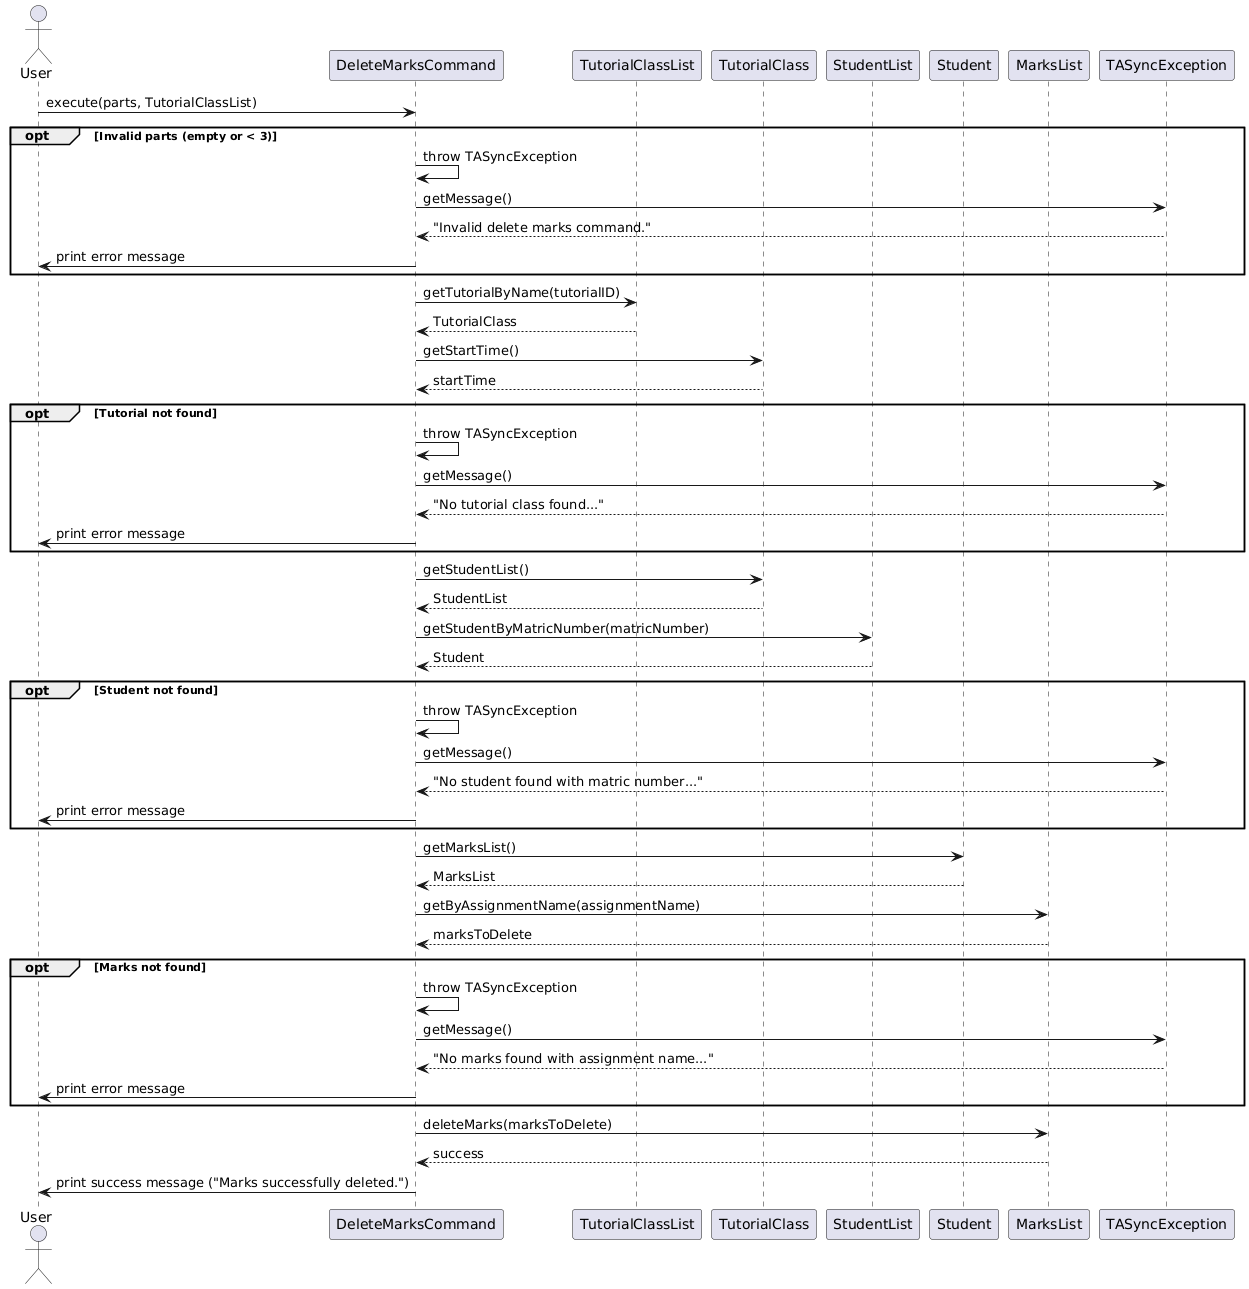 User
DeleteMarksCommand
TutorialClassList
TutorialClass
StudentList
Student
MarksList
TASyncException
execute(parts, TutorialClassList)
opt
[Invalid parts (empty or < 3)]
throw TASyncException
getMessage()
"Invalid delete marks command."
print error message
getTutorialByName(tutorialID)
TutorialClass
getStartTime()
startTime
opt
[Tutorial not found]
throw TASyncException
getMessage()
"No tutorial class found..."
print error message
getStudentList()
StudentList
getStudentByMatricNumber(matricNumber)
Student
opt
[Student not found]
throw TASyncException
getMessage()
"No student found with matric number..."
print error message
getMarksList()
MarksList
getByAssignmentName(assignmentName)
marksToDelete
opt
[Marks not found]
throw TASyncException
getMessage()
"No marks found with assignment name..."
print error message
deleteMarks(marksToDelete)
success
print success message ("Marks successfully deleted.")
User
DeleteMarksCommand
TutorialClassList
TutorialClass
StudentList
Student
MarksList
TASyncException